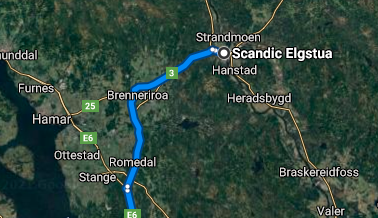 Strandmoen
Scandic Elgstua
unddal
3
Hanstad
Furnes
Brenneriroa
Heradsbygd
25
Hamar
E6
Ottestad
Romedal
Braskereidfoss
Stange
Våler
E6